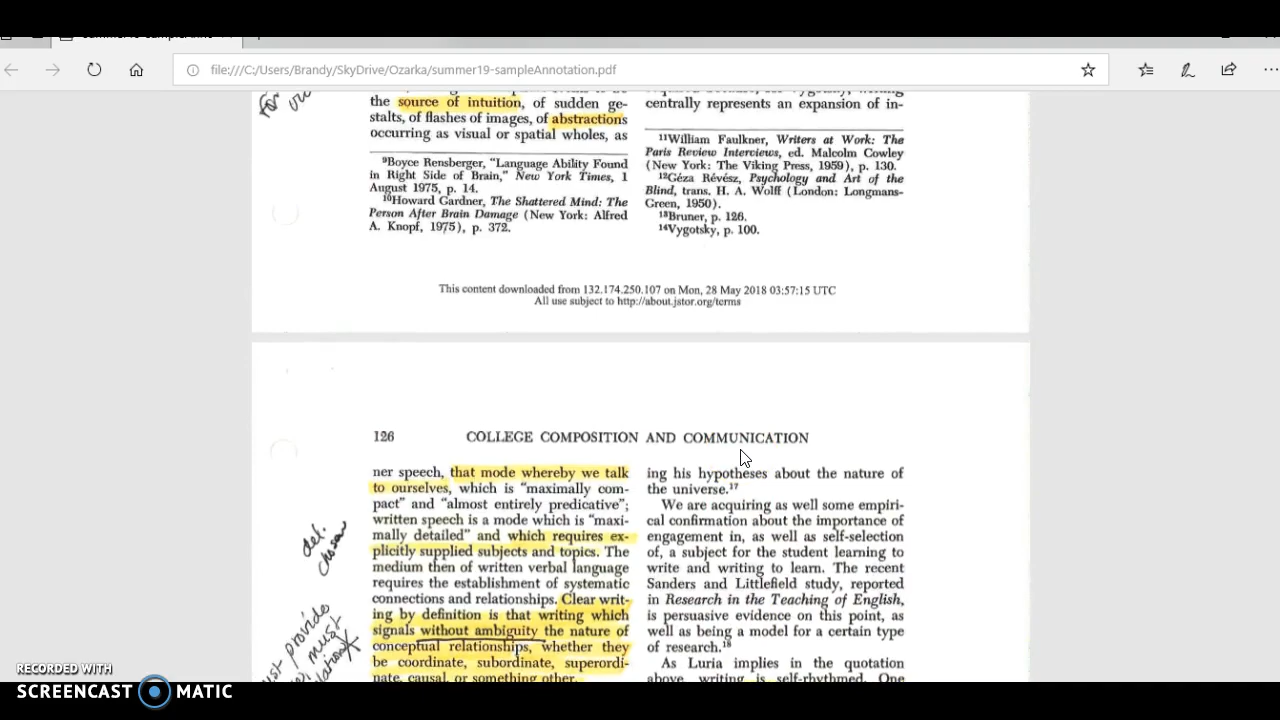 file:///C:/Users/Brandy/SkyDrive/Ozarka/summer19-sampleAnnotation.pdf
For
the source of intuition, of sudden ge-
stalts, of flashes of images, of abstractions
occurring as visual or spatial wholes, as
⁹Boyce Rensberger, "Language Ability Found
in Right Side of Brain," New York Times, 1
August 1975, p. 14.
¹⁰Howard Gardner, The Shattered Mind: The
Person After Brain Damage (New York: Alfred
A. Knopf, 1975), p. 372.
centrally represents an expansion of in-
¹¹William Faulkner, Writers at Work: The
Paris Review Interviews, ed. Malcolm Cowley
(New York: The Viking Press, 1959), p. 130.
¹²Géza Révész, Psychology and Art of the
Blind, trans. H. A. Wolff (London: Longmans-
Green, 1950).
¹³Bruner, p. 126.
¹⁴Vygotsky, p. 100.
This content downloaded from 132.174.250.107 on Mon, 28 May 2018 03:57:15 UTC
All use subject to http://about.jstor.org/terms
126 COLLEGE COMPOSITION AND COMMUNICATION
ner speech, that mode whereby we talk
to ourselves, which is "maximally com-
pact" and "almost entirely predicative";
written speech is a mode which is "maxi-
mally detailed" and which requires ex-
plicitly supplied subjects and topics. The
medium then of written verbal language
requires the establishment of systematic
connections and relationships. Clear writ-
ing by definition is that writing which
signals without ambiguity the nature of
conceptual relationships, whether they
be coordinate, subordinate, superordi-
nate, causal, or something other.
def.
provide
must
ing his hypotheses about the nature of
the universe.¹⁷
We are acquiring as well some empiri-
cal confirmation about the importance of
engagement in, as well as self-selection
of, a subject for the student learning to
write and writing to learn. The recent
Sanders and Littlefield study, reported
in Research in the Teaching of English,
is persuasive evidence on this point, as
well as being a model for a certain type
of research.¹⁸
As Luria implies in the quotation
above, writing is self-rhythmed. One
RECORDED WITH
SCREENCAST MATIC